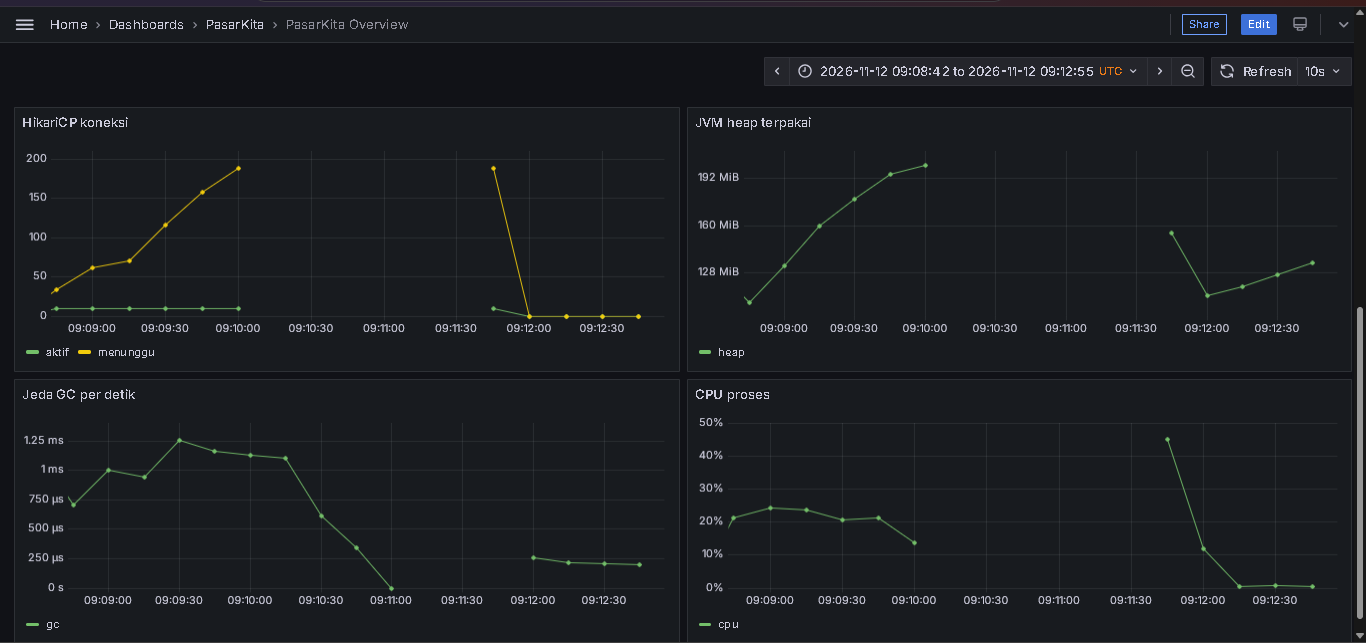 Home › Dashboards › PasarKita › PasarKita Overview
Share
Edit
2026-11-12 09:08:42 to 2026-11-12 09:12:55 UTC
Refresh
10s
HikariCP koneksi
200
150
100
50
0
09:09:00 09:09:30 09:10:00 09:10:30 09:11:00 09:11:30 09:12:00 09:12:30
aktif menunggu
JVM heap terpakai
192 MiB
160 MiB
128 MiB
09:09:00 09:09:30 09:10:00 09:10:30 09:11:00 09:11:30 09:12:00 09:12:30
heap
Jeda GC per detik
1.25 ms
1 ms
750 µs
500 µs
250 µs
0 s
09:09:00 09:09:30 09:10:00 09:10:30 09:11:00 09:11:30 09:12:00 09:12:30
gc
CPU proses
50%
40%
30%
20%
10%
0%
09:09:00 09:09:30 09:10:00 09:10:30 09:11:00 09:11:30 09:12:00 09:12:30
cpu